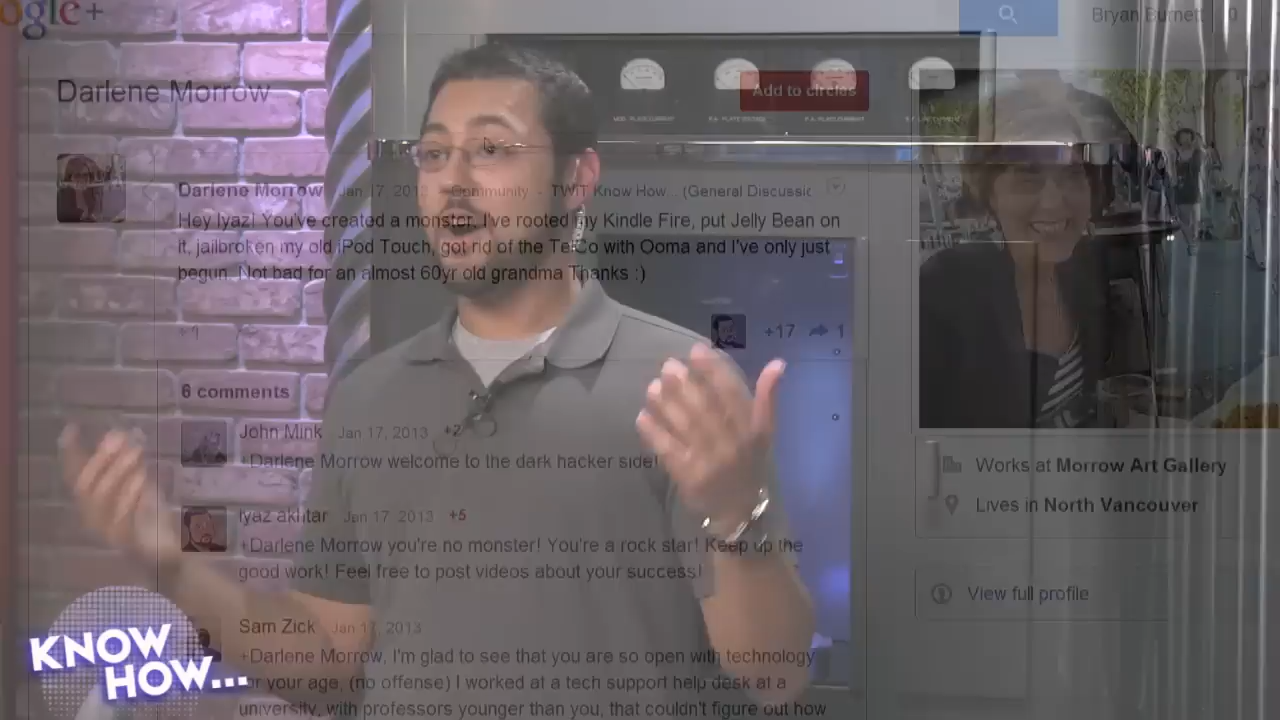 ogle+
Bryan Burnett
Darlene Morrow
Add to circles
Darlene Morrow Jan 17, 2013 Community - TWiT Know How... (General Discussic
Hey Iyaz! You've created a monster. I've rooted my Kindle Fire, put Jelly Bean on
it, jailbroken my old iPod Touch, got rid of the TelCo with Ooma and I've only just
begun. Not bad for an almost 60yr old grandma Thanks :)
+1
+17 1
6 comments
John Mink Jan 17, 2013 +2
+Darlene Morrow welcome to the dark hacker side!
Iyaz akhtar Jan 17, 2013 +5
+Darlene Morrow you're no monster! You're a rock star! Keep up the
good work! Feel free to post videos about your success!
Sam Zick Jan 17, 2013
+Darlene Morrow, I'm glad to see that you are so open with technology
for your age, (no offense) I worked at a tech support help desk at a
university, with professors younger than you, that couldn't figure out how
Works at Morrow Art Gallery
Lives in North Vancouver
View full profile
KNOW
HOW...